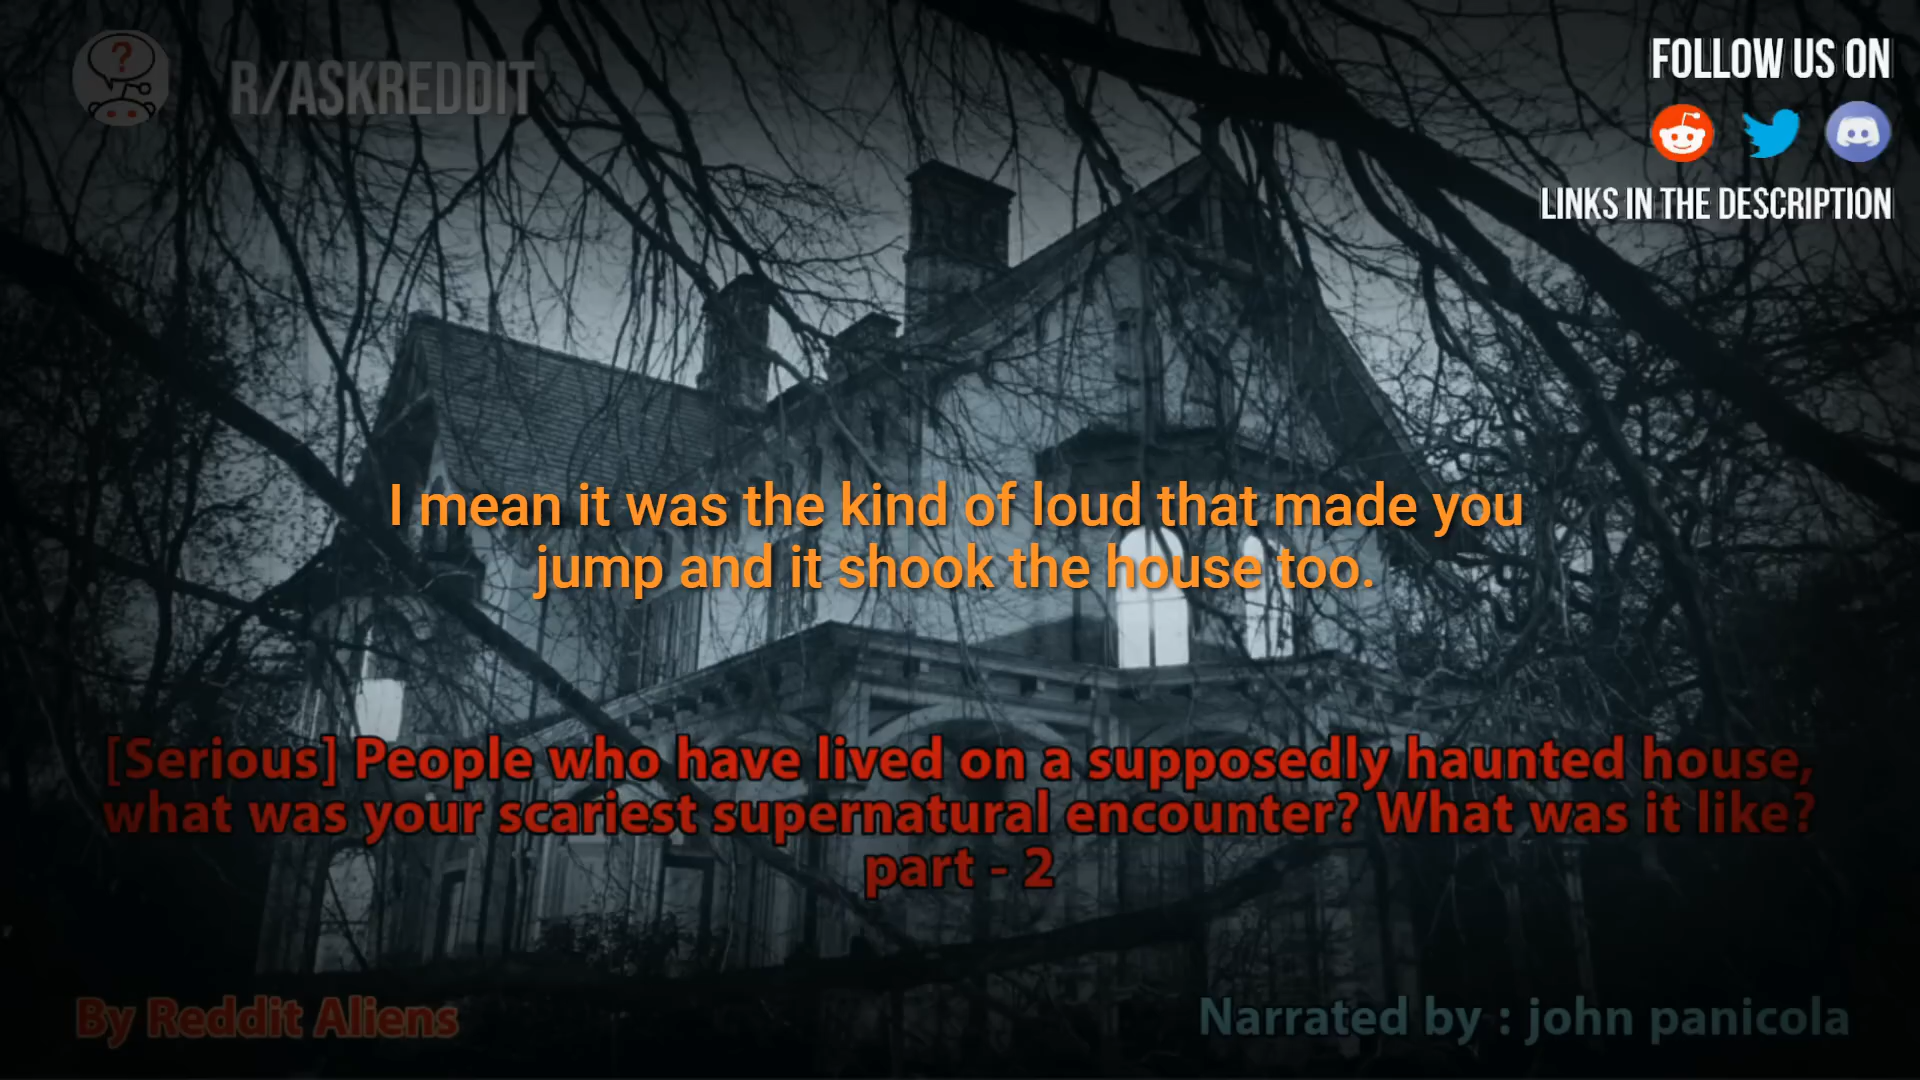 R/ASKREDDIT
FOLLOW US ON
LINKS IN THE DESCRIPTION
I mean it was the kind of loud that made you
jump and it shook the house too.
[Serious] People who have lived on a supposedly haunted house,
what was your scariest supernatural encounter? What was it like?
part - 2
By Reddit Aliens
Narrated by : john panicola